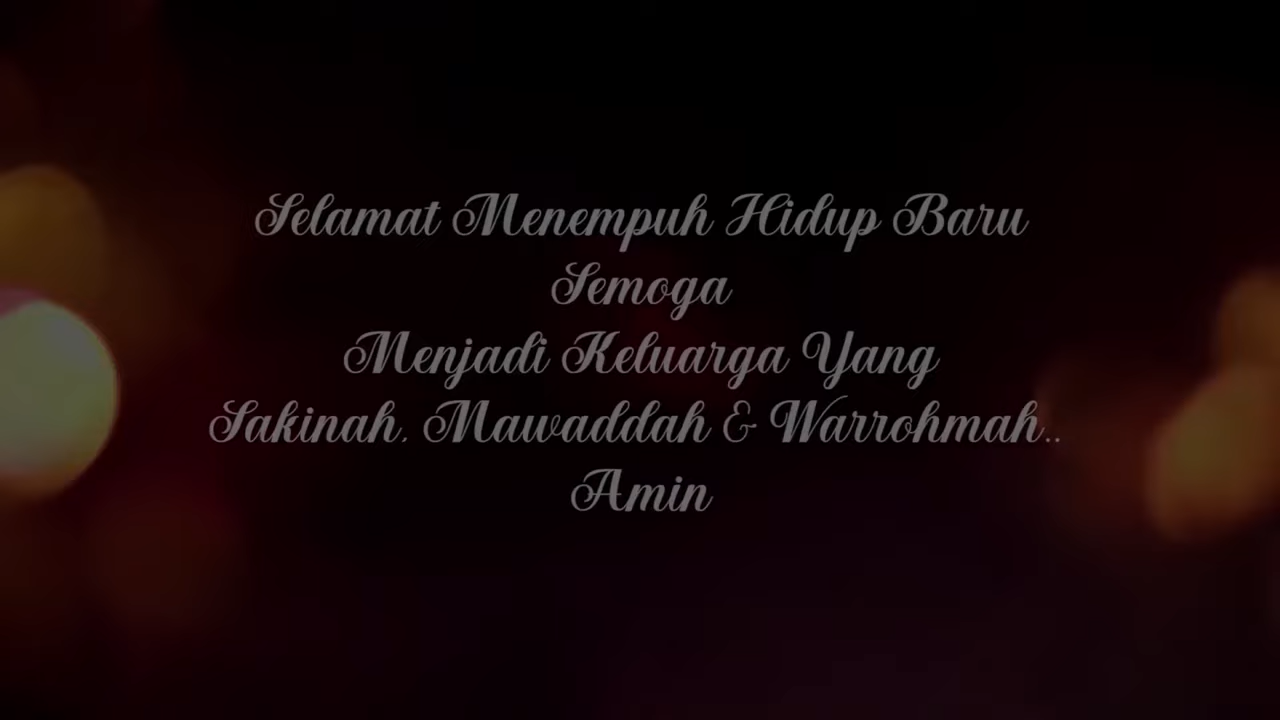 Selamat Menempuh Hidup Baru
Semoga
Menjadi Keluarga Yang
Sakinah, Mawaddah & Warrohmah..
Amin